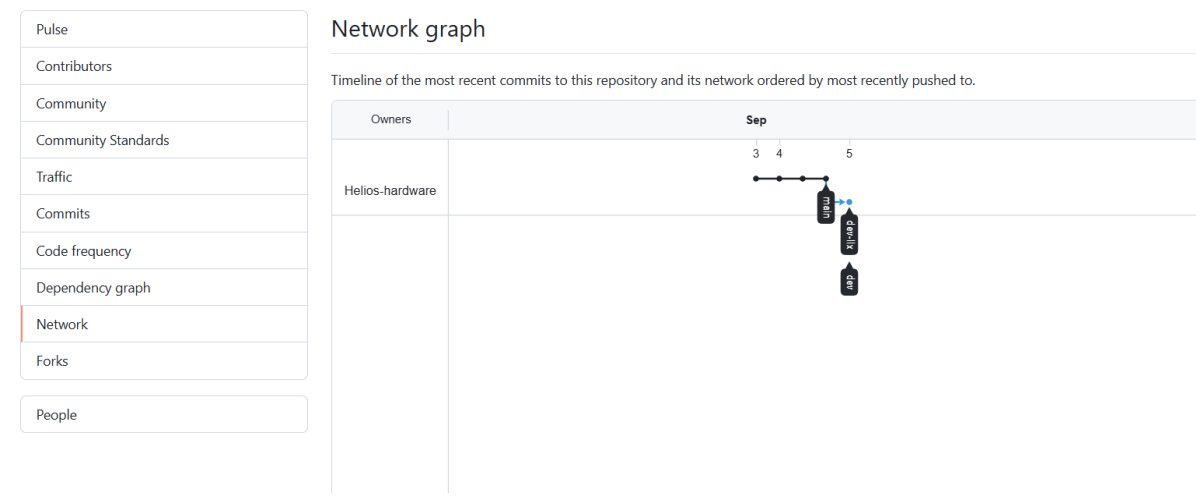 Pulse
Contributors
Community
Community Standards
Traffic
Commits
Code frequency
Dependency graph
Network
Forks
People
Network graph
Timeline of the most recent commits to this repository and its network ordered by most recently pushed to.
Owners
Sep
3 4 5
Helios-hardware
main
dev-llx
dev